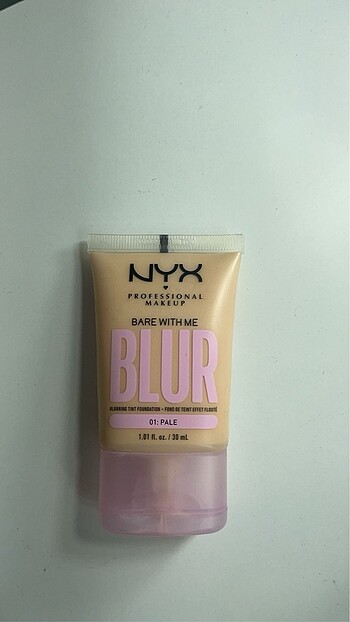 NYX
PROFESSIONAL
MAKEUP
BARE WITH ME
BLUR
BLURRING TINT FOUNDATION • FOND DE TEINT EFFET FLOUTÉ
01: PALE
1.01 fl. oz. / 30 mL